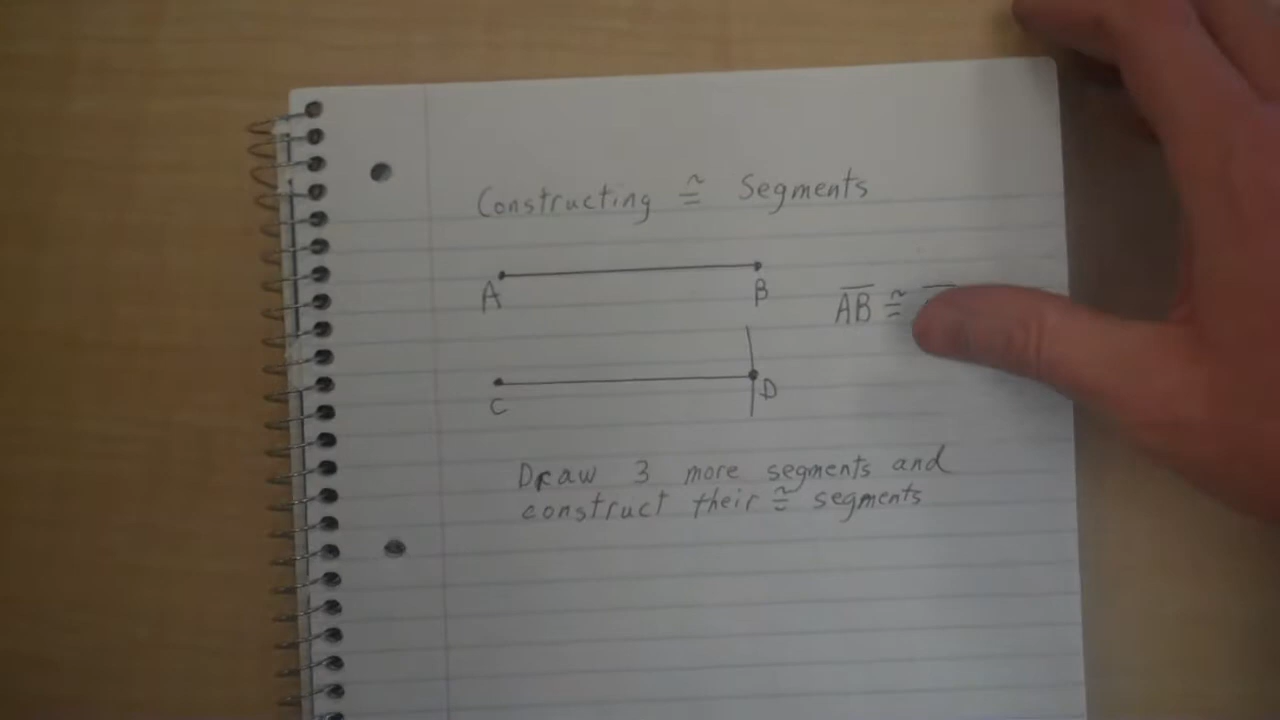 Constructing ≅ Segments
A B
AB ≅
C D
Draw 3 more segments and
construct their ≅ segments